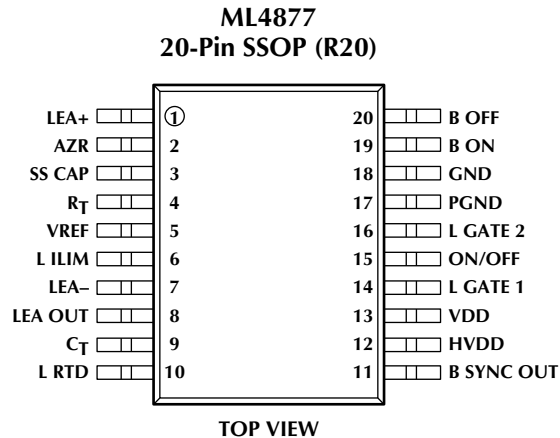 ML4877
20-Pin SSOP (R20)
LEA+ 1 20 B OFF
AZR 2 19 B ON
SS CAP 3 18 GND
RT 4 17 PGND
VREF 5 16 L GATE 2
L ILIM 6 15 ON/OFF
LEA– 7 14 L GATE 1
LEA OUT 8 13 VDD
CT 9 12 HVDD
L RTD 10 11 B SYNC OUT
TOP VIEW